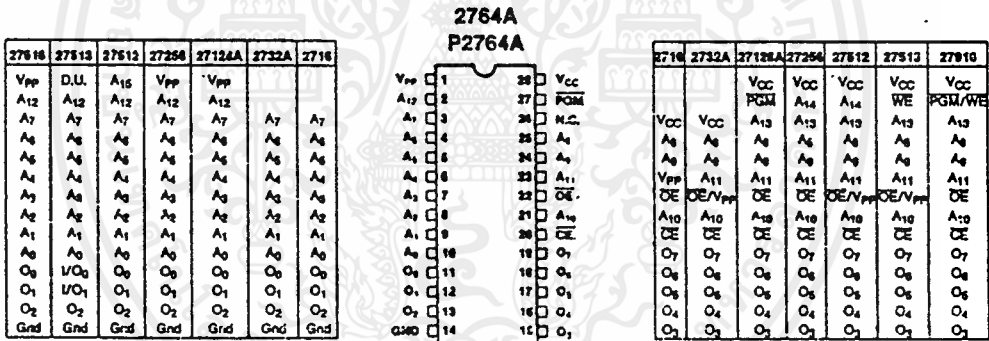 2764A
P2764A
27516 27513 27512 27256 27128A 2732A 2716
VPP D.U. A15 VPP VPP
A12 A12 A12 A12 A12
A7 A7 A7 A7 A7 A7 A7
A6 A6 A6 A6 A6 A6 A6
A5 A5 A5 A5 A5 A5 A5
A4 A4 A4 A4 A4 A4 A4
A3 A3 A3 A3 A3 A3 A3
A2 A2 A2 A2 A2 A2 A2
A1 A1 A1 A1 A1 A1 A1
A0 A0 A0 A0 A0 A0 A0
O0 I/O0 O0 O0 O0 O0 O0
O1 I/O1 O1 O1 O1 O1 O1
O2 O2 O2 O2 O2 O2 O2
Gnd Gnd Gnd Gnd Gnd Gnd Gnd
VPP 1 28 VCC
A12 2 27 PGM
A7 3 26 N.C.
A6 4 25 A8
A5 5 24 A9
A4 6 23 A11
A3 7 22 OE
A2 8 21 A10
A1 9 20 CE
A0 10 19 O7
O0 11 18 O6
O1 12 17 O5
O2 13 16 O4
GND 14 15 O3
2716 2732A 27128A 27256 27512 27513 27910
VCC VCC VCC VCC VCC
PGM A14 A14 WE PGM/WE
VCC VCC A13 A13 A13 A13 A13
A8 A8 A8 A8 A8 A8 A8
A9 A9 A9 A9 A9 A9 A9
VPP A11 A11 A11 A11 A11 A11
OE OE/VPP OE OE OE/VPP OE/VPP OE
A10 A10 A10 A10 A10 A10 A10
CE CE CE CE CE CE CE
O7 O7 O7 O7 O7 O7 O7
O6 O6 O6 O6 O6 O6 O6
O5 O5 O5 O5 O5 O5 O5
O4 O4 O4 O4 O4 O4 O4
O3 O3 O3 O3 O3 O3 O3